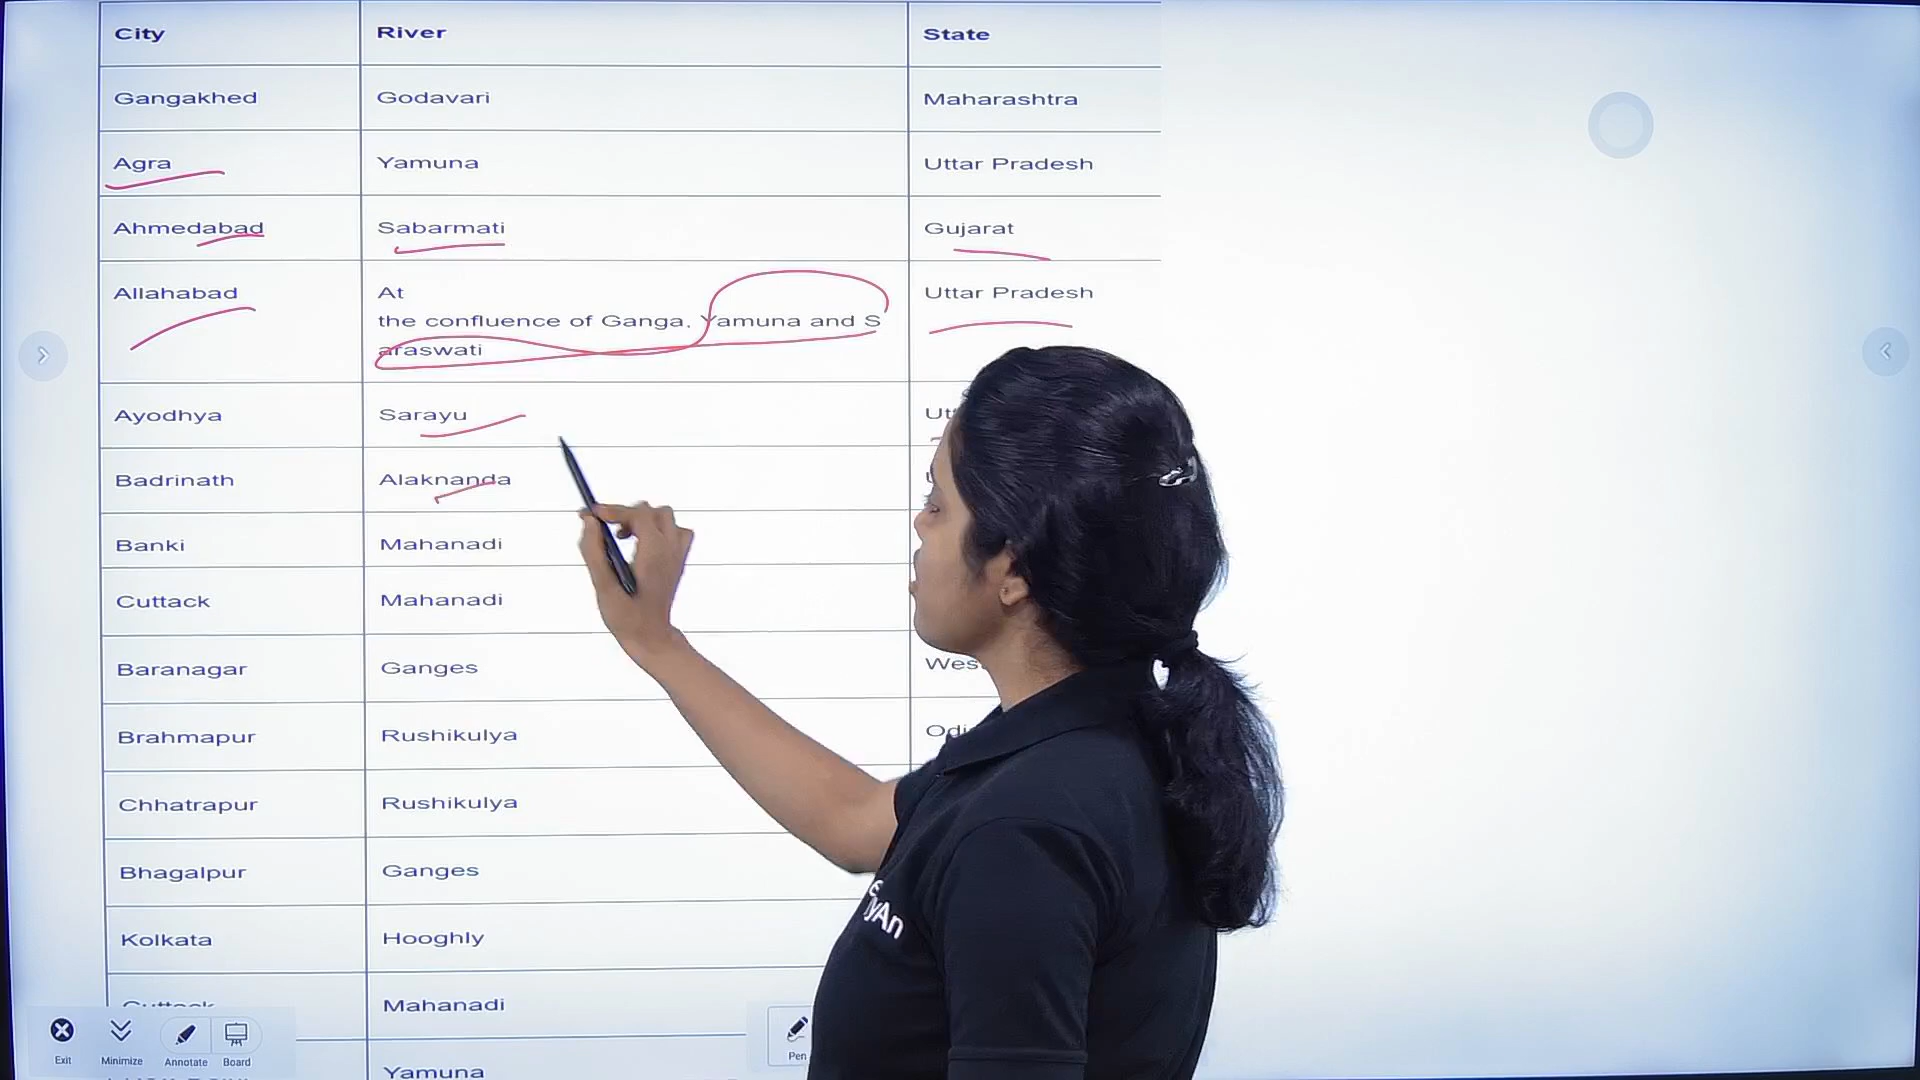 City River State
Gangakhed Godavari Maharashtra
Agra Yamuna Uttar Pradesh
Ahmedabad Sabarmati Gujarat
Allahabad At Uttar Pradesh
the confluence of Ganga, Yamuna and S
araswati
Ayodhya Sarayu
Badrinath Alaknanda
Banki Mahanadi
Cuttack Mahanadi
Baranagar Ganges
Brahmapur Rushikulya
Chhatrapur Rushikulya
Bhagalpur Ganges
Kolkata Hooghly
Cuttack Mahanadi
Yamuna
Exit Minimize Annotate Board Pen